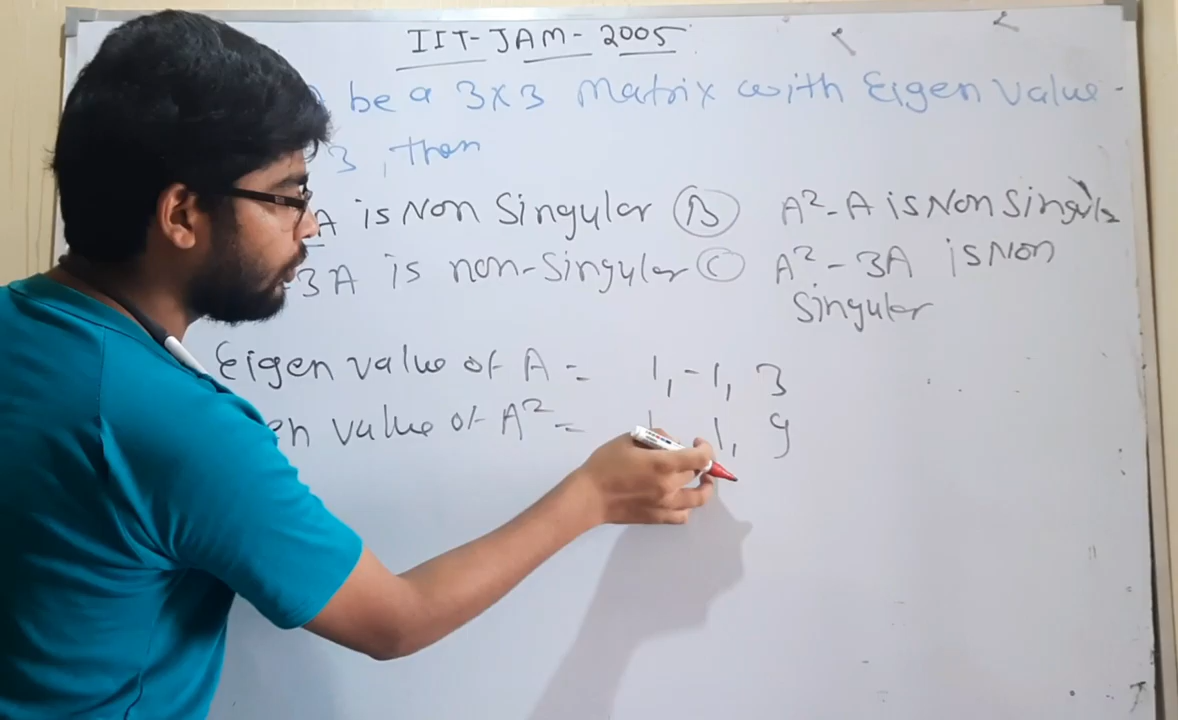 IIT-JAM-2005
be a 3×3 Matrix with Eigen Value
3, then
A is Non Singular (B) A²-A is Non Singular
3A is non-Singular (C) A²-3A is Non
Singular
Eigen value of A = 1, -1, 3
en value of A² = 1, 9